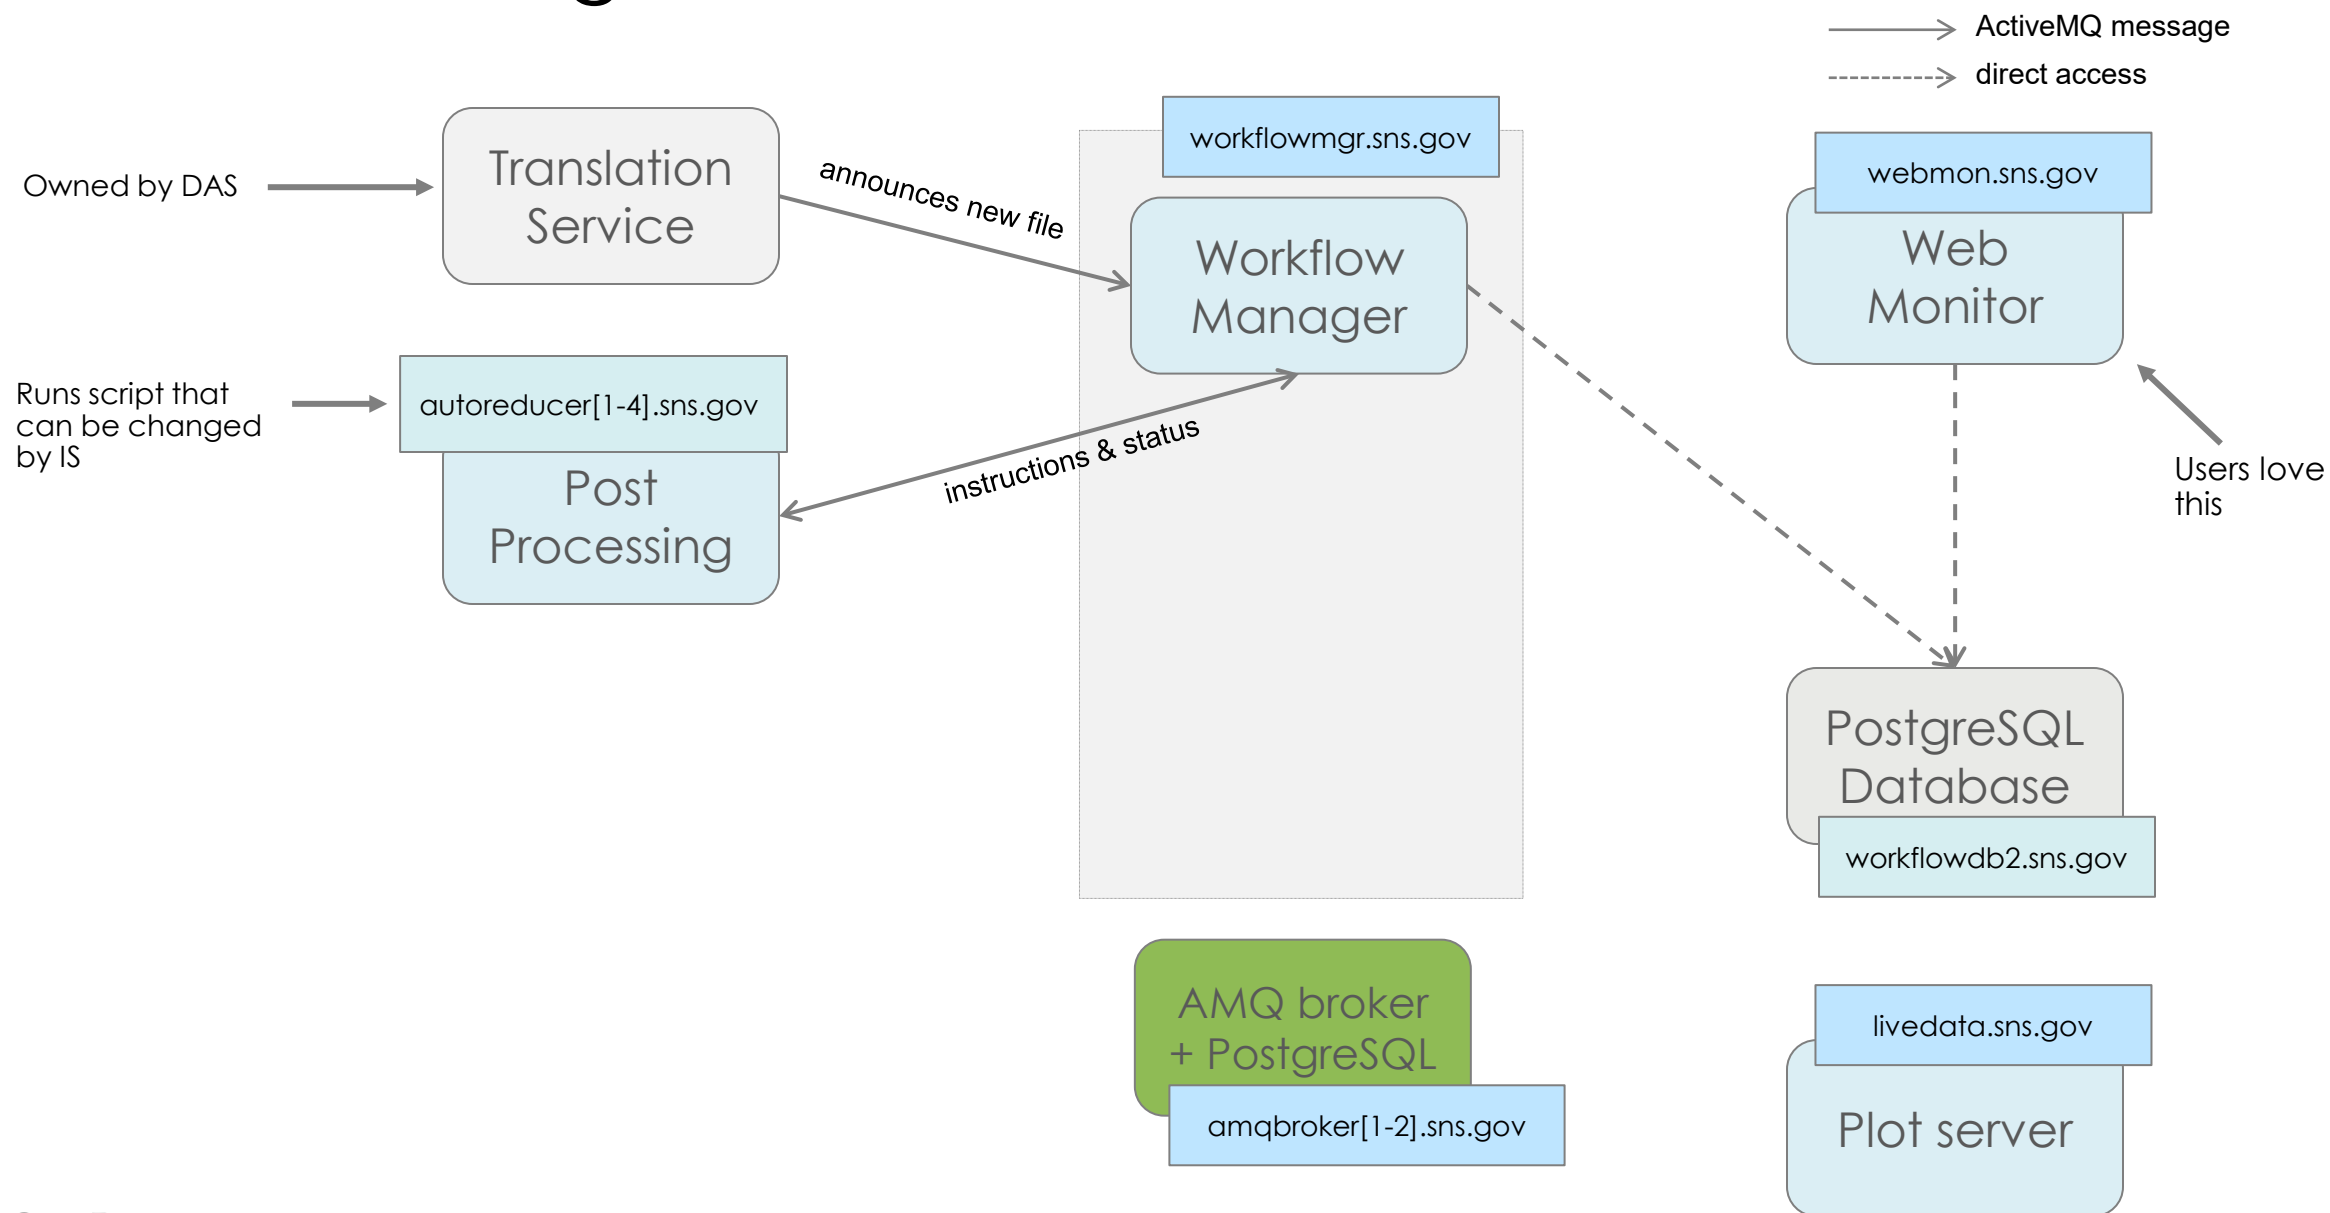 ActiveMQ message
direct access
workflowmgr.sns.gov
webmon.sns.gov
Owned by DAS
Translation
Service
announces new file
Workflow
Manager
Web
Monitor
Runs script that
can be changed
by IS
autoreducer[1-4].sns.gov
Post
Processing
instructions & status
Users love
this
PostgreSQL
Database
workflowdb2.sns.gov
AMQ broker
+ PostgreSQL
amqbroker[1-2].sns.gov
livedata.sns.gov
Plot server